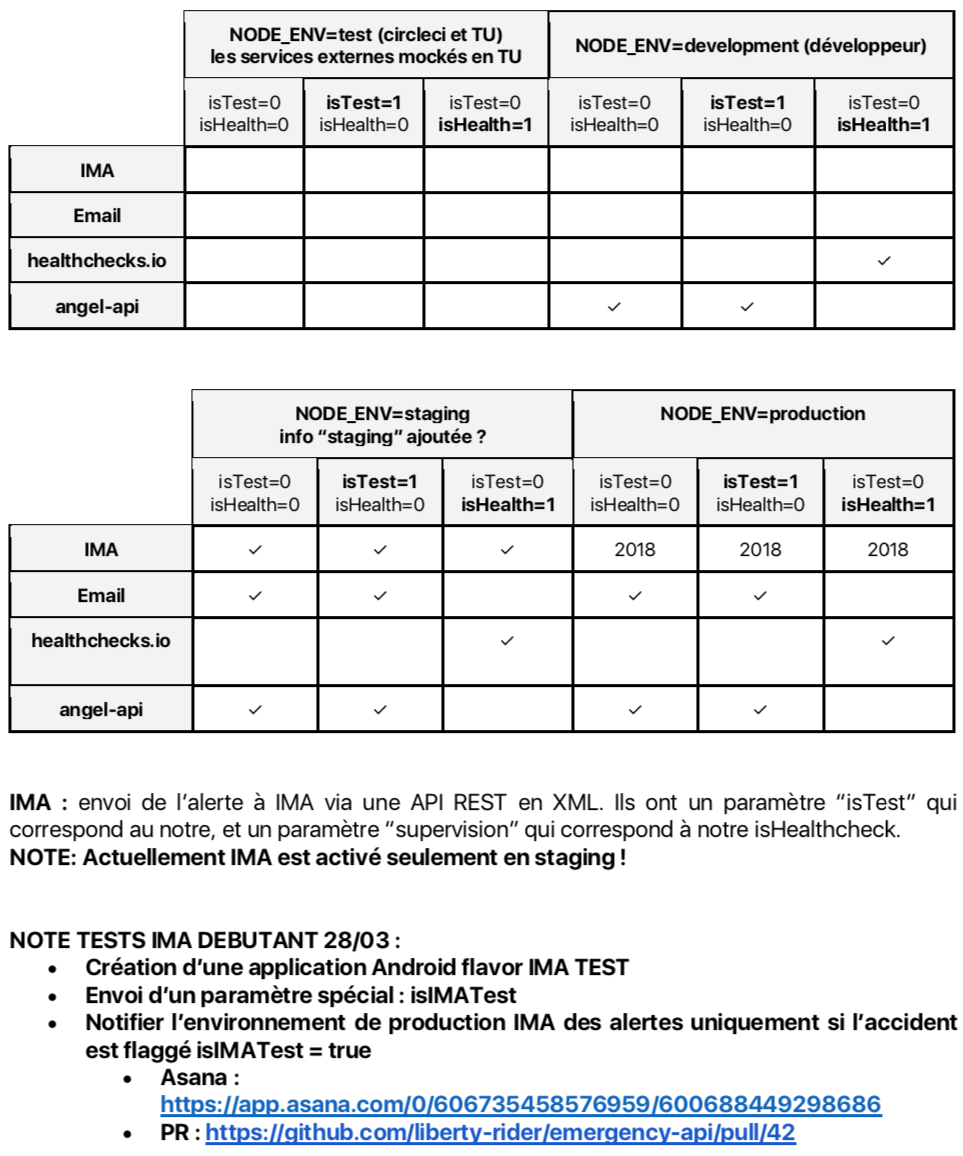 NODE_ENV=test (circleci et TU)
les services externes mockés en TU
NODE_ENV=development (développeur)
isTest=0
isHealth=0
isTest=1
isHealth=0
isTest=0
isHealth=1
isTest=0
isHealth=0
isTest=1
isHealth=0
isTest=0
isHealth=1
IMA
Email
healthchecks.io ✓
angel-api ✓ ✓
NODE_ENV=staging
info “staging” ajoutée ?
NODE_ENV=production
isTest=0
isHealth=0
isTest=1
isHealth=0
isTest=0
isHealth=1
isTest=0
isHealth=0
isTest=1
isHealth=0
isTest=0
isHealth=1
IMA ✓ ✓ ✓ 2018 2018 2018
Email ✓ ✓ ✓ ✓
healthchecks.io ✓ ✓
angel-api ✓ ✓ ✓ ✓
IMA : envoi de l’alerte à IMA via une API REST en XML. Ils ont un paramètre “isTest” qui
correspond au notre, et un paramètre “supervision” qui correspond à notre isHealthcheck.
NOTE: Actuellement IMA est activé seulement en staging !
NOTE TESTS IMA DEBUTANT 28/03 :
• Création d’une application Android flavor IMA TEST
• Envoi d’un paramètre spécial : isIMATest
• Notifier l’environnement de production IMA des alertes uniquement si l’accident
est flaggé isIMATest = true
• Asana :
https://app.asana.com/0/606735458576959/600688449298686
• PR : https://github.com/liberty-rider/emergency-api/pull/42